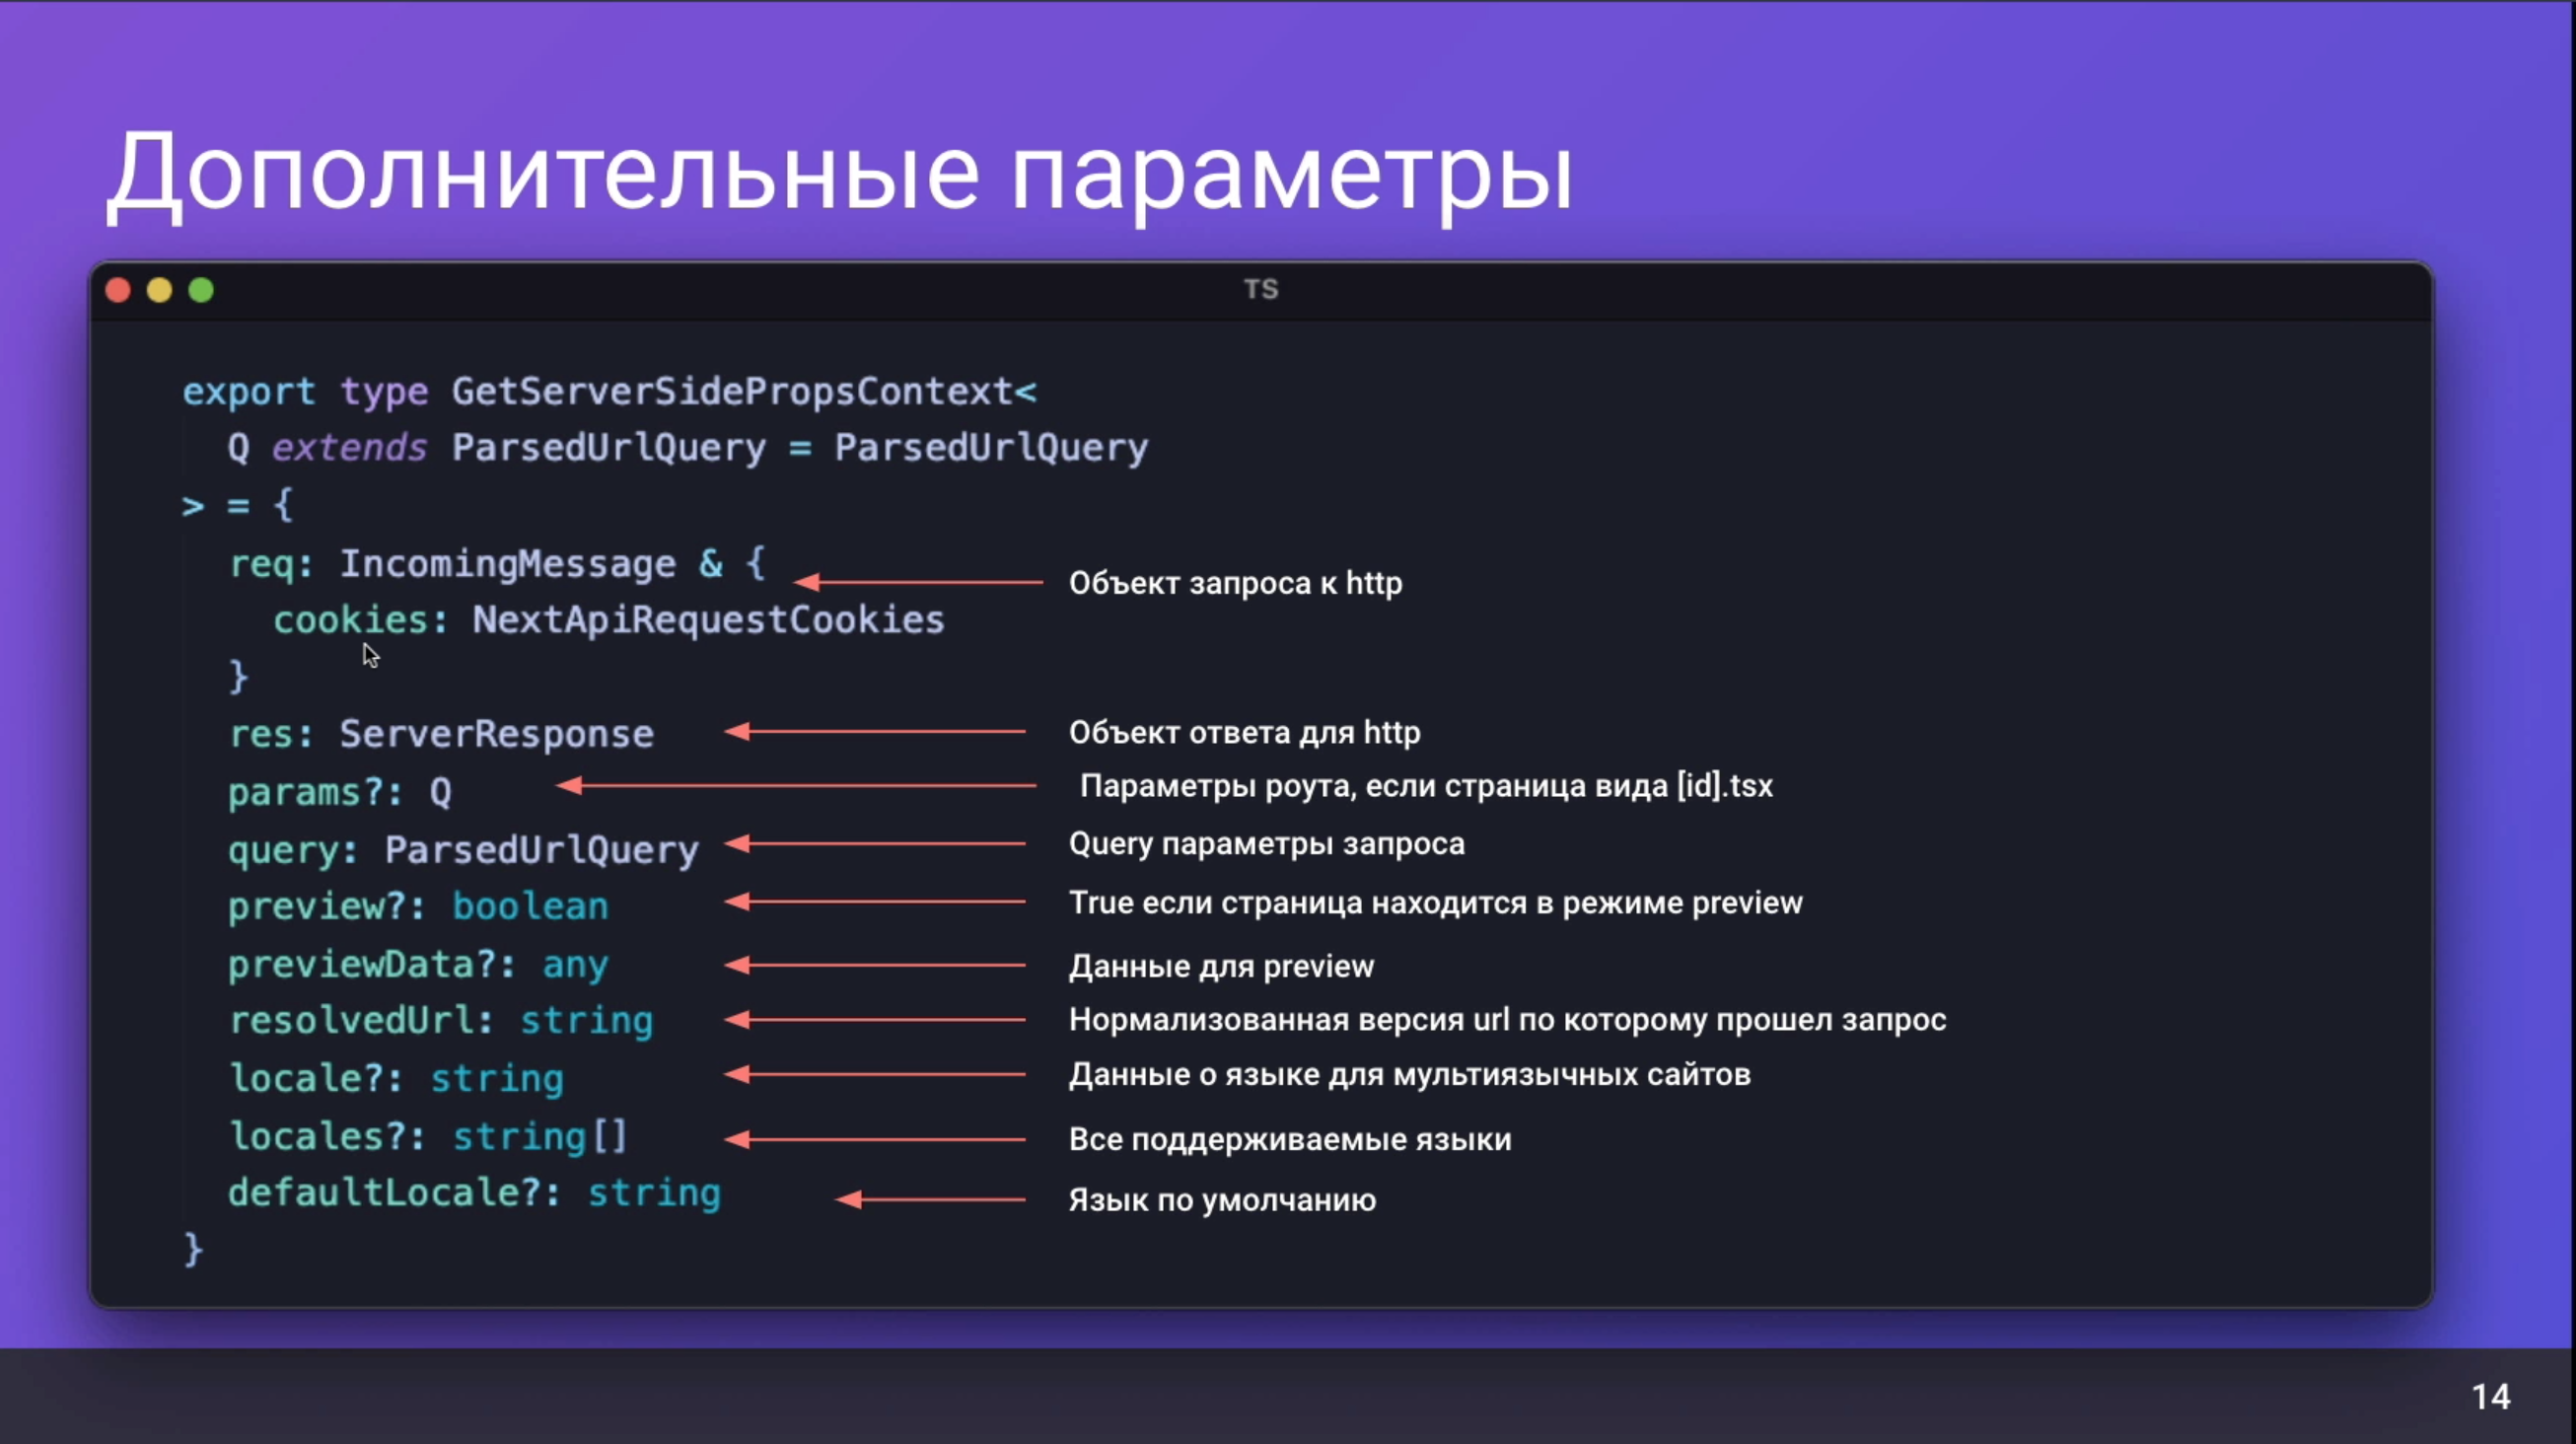 Дополнительные параметры
TS
export type GetServerSidePropsContext<
Q extends ParsedUrlQuery = ParsedUrlQuery
> = {
req: IncomingMessage & {
Объект запроса к http
cookies: NextApiRequestCookies
}
res: ServerResponse Объект ответа для http
params?: Q Параметры роута, если страница вида [id].tsx
query: ParsedUrlQuery Query параметры запроса
preview?: boolean True если страница находится в режиме preview
previewData?: any Данные для preview
resolvedUrl: string Нормализованная версия url по которому прошел запрос
locale?: string Данные о языке для мультиязычных сайтов
locales?: string[] Все поддерживаемые языки
defaultLocale?: string Язык по умолчанию
}
14